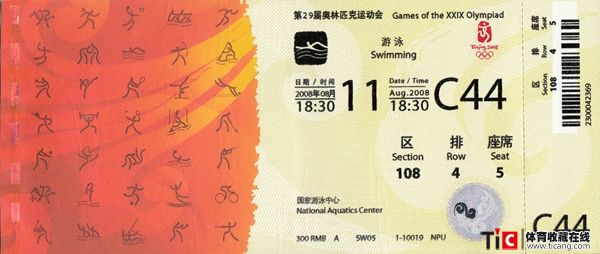 第29届奥林匹克运动会 Games of the XXIX Olympiad
游泳
Swimming
Beijing 2008
日期 / 时间 Date / Time
2008年08月 11 Aug.2008 C44
18:30 18:30
区 排 座席
Section Row Seat
108 4 5
国家游泳中心
National Aquatics Center
300 RMB A SW05 1-10019 NPU
座席 Seat 5
排 Row 4
区 Section 108
2300042369
C44
TiC 体育收藏在线
www.ticang.com